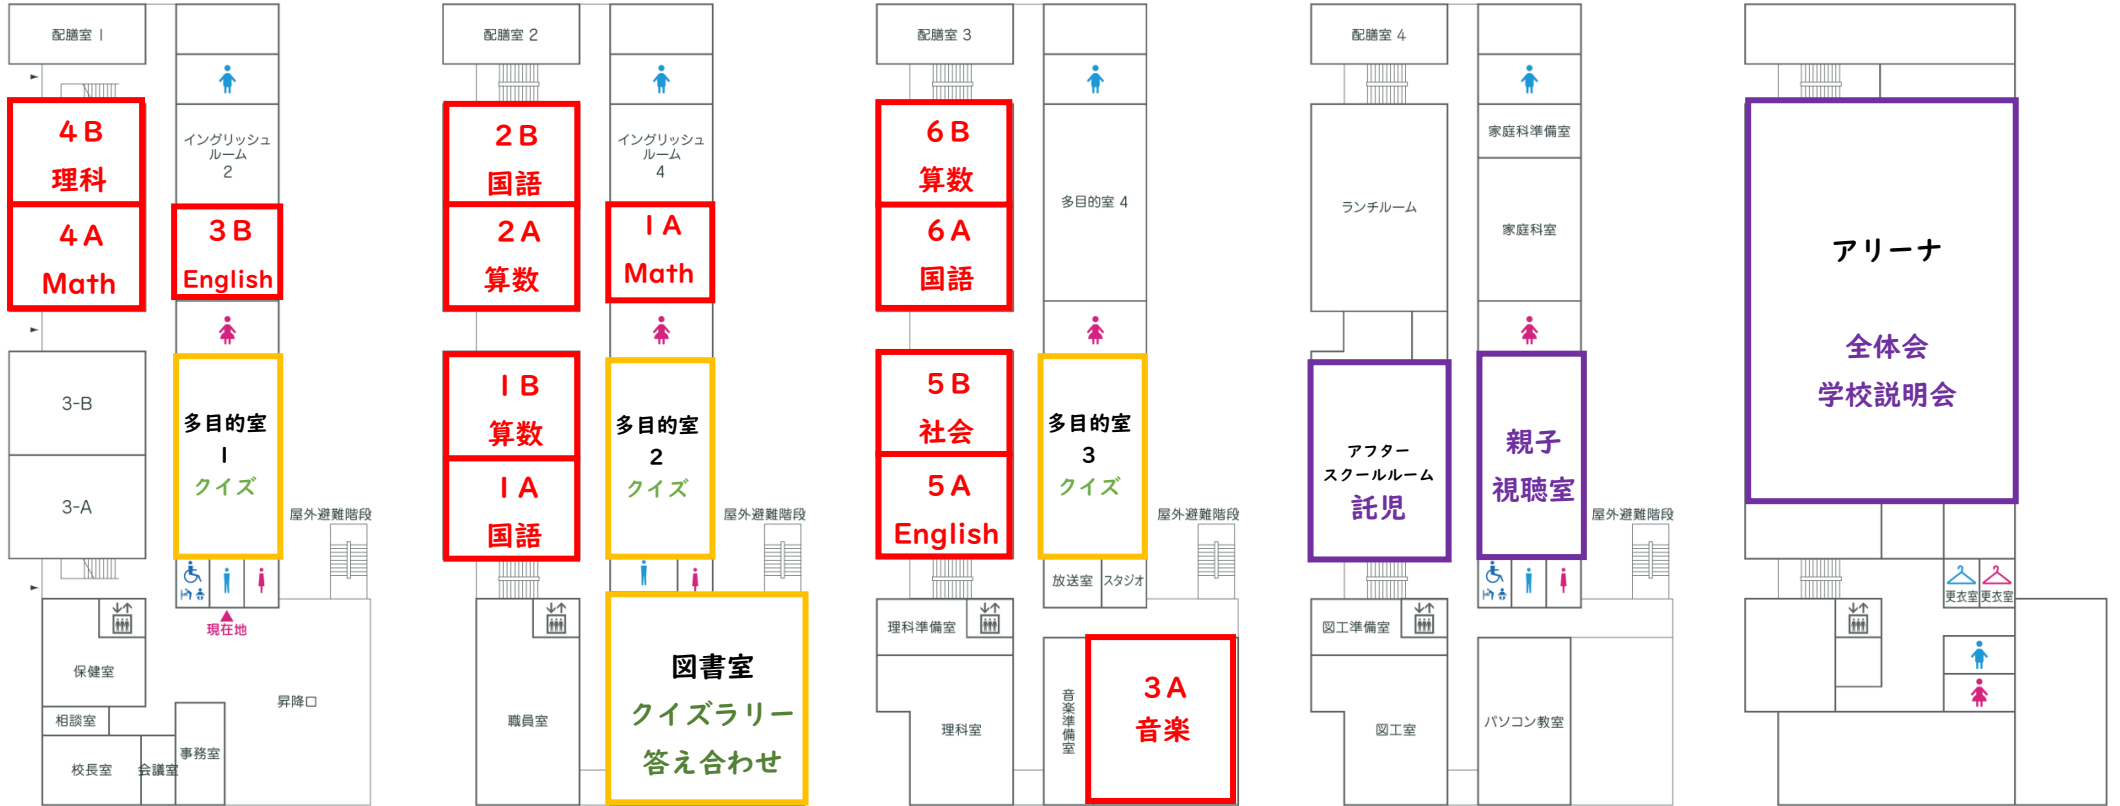 配膳室 1
4B
理科
4A
Math
イングリッシュ
ルーム
2
3B
English
3-B
3-A
多目的室
1
クイズ
屋外避難階段
現在地
保健室
相談室
校長室
会議室
事務室
昇降口
配膳室 2
2B
国語
2A
算数
イングリッシュ
ルーム
4
1A
Math
1B
算数
1A
国語
多目的室
2
クイズ
屋外避難階段
職員室
図書室
クイズラリー
答え合わせ
配膳室 3
6B
算数
6A
国語
多目的室 4
5B
社会
5A
English
多目的室
3
クイズ
屋外避難階段
放送室
スタジオ
理科準備室
理科室
音楽準備室
3A
音楽
配膳室 4
ランチルーム
家庭科準備室
家庭科室
アフター
スクールルーム
託児
親子
視聴室
屋外避難階段
図工準備室
図工室
パソコン教室
アリーナ
全体会
学校説明会
更衣室
更衣室